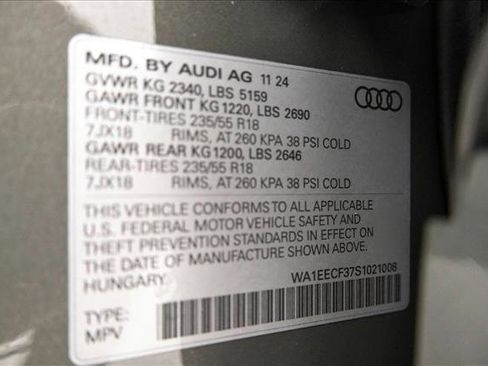 MFD. BY AUDI AG 11 24
GVWR KG 2340, LBS 5159
GAWR FRONT KG 1220, LBS 2690
FRONT-TIRES 235/55 R18
7JX18 RIMS, AT 260 KPA 38 PSI COLD
GAWR REAR KG 1200, LBS 2646
REAR-TIRES 235/55 R18
7JX18 RIMS, AT 260 KPA 38 PSI COLD
THIS VEHICLE CONFORMS TO ALL APPLICABLE
U.S. FEDERAL MOTOR VEHICLE SAFETY AND
THEFT PREVENTION STANDARDS IN EFFECT ON
THE DATE OF MANUFACTURE SHOWN ABOVE.
HUNGARY
WA1EECF37S1021008
TYPE:
MPV